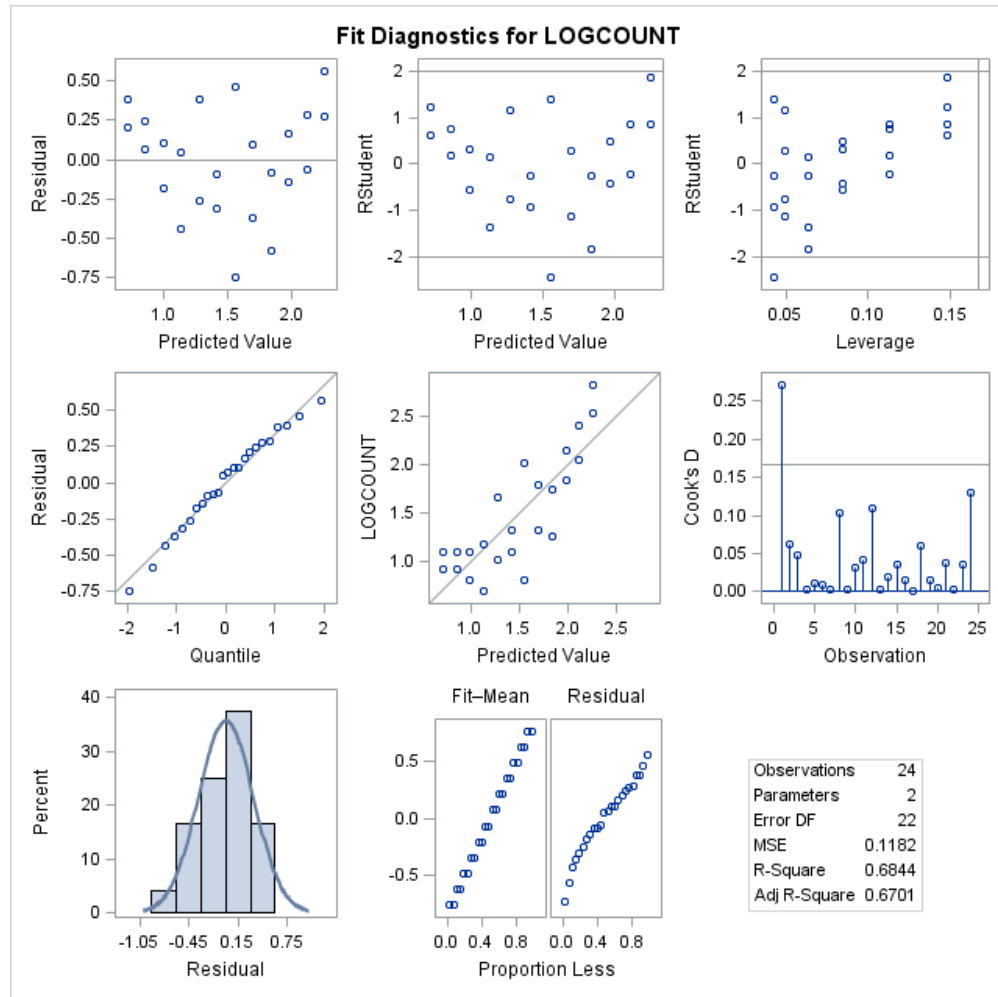 Fit Diagnostics for LOGCOUNT
Residual
0.50
0.25
0.00
-0.25
-0.50
-0.75
1.0 1.5 2.0
Predicted Value
RStudent
2
1
0
-1
-2
1.0 1.5 2.0
Predicted Value
RStudent
2
1
0
-1
-2
0.05 0.10 0.15
Leverage
Residual
0.50
0.25
0.00
-0.25
-0.50
-0.75
-2 -1 0 1 2
Quantile
LOGCOUNT
2.5
2.0
1.5
1.0
1.0 1.5 2.0 2.5
Predicted Value
Cook's D
0.25
0.20
0.15
0.10
0.05
0.00
0 5 10 15 20 25
Observation
Percent
40
30
20
10
0
-1.05 -0.45 0.15 0.75
Residual
Fit–Mean Residual
0.5
0.0
-0.5
0.0 0.4 0.8 0.0 0.4 0.8
Proportion Less
Observations 24
Parameters 2
Error DF 22
MSE 0.1182
R-Square 0.6844
Adj R-Square 0.6701